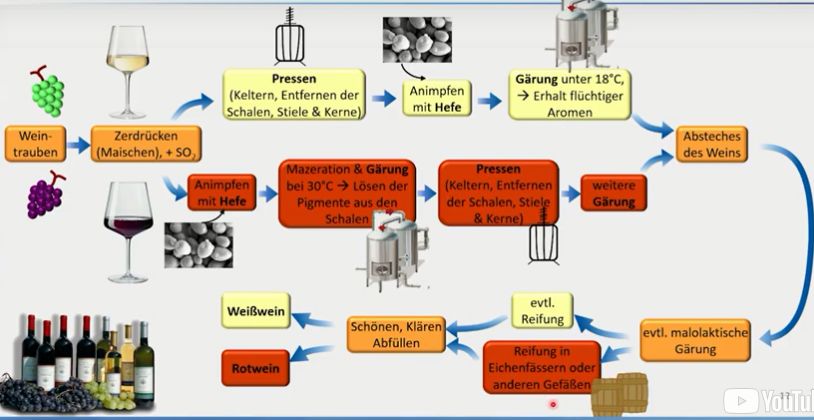 Pressen
(Keltern, Entfernen der
Schalen, Stiele & Kerne)
Animpfen
mit Hefe
Gärung unter 18°C,
→ Erhalt flüchtiger
Aromen
Wein-
trauben
Zerdrücken
(Maischen), + SO₂
Absteches
des Weins
Animpfen
mit Hefe
Mazeration & Gärung
bei 30°C → Lösen der
Pigmente aus den
Schalen
Pressen
(Keltern, Entfernen
der Schalen, Stiele
& Kerne)
weitere
Gärung
Weißwein
Rotwein
Schönen, Klären
Abfüllen
evtl.
Reifung
Reifung in
Eichenfässern oder
anderen Gefäßen
evtl. malolaktische
Gärung
YouTu